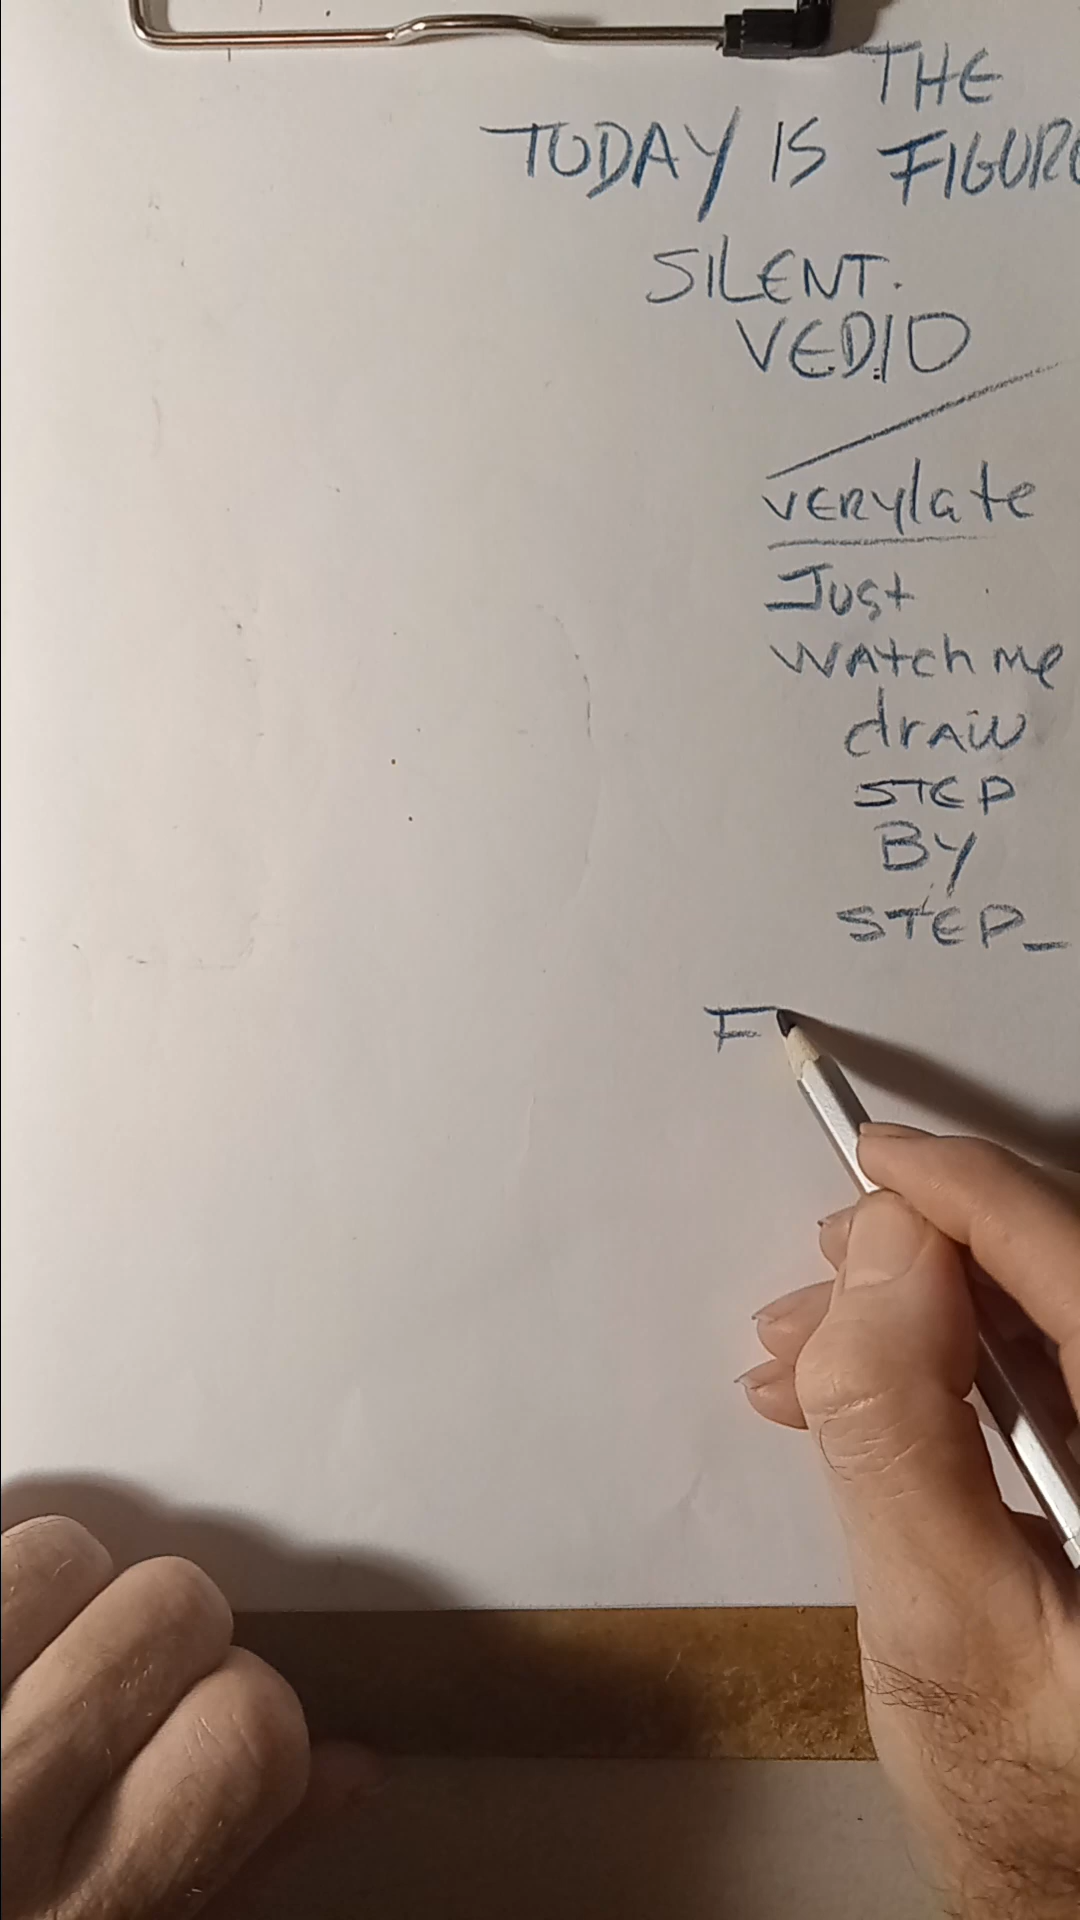 THE
TODAY IS FIGURE
SILENT.
VEDIO
VERYlate
Just
WAtch me
drAW
STEP
BY
STEP_
F